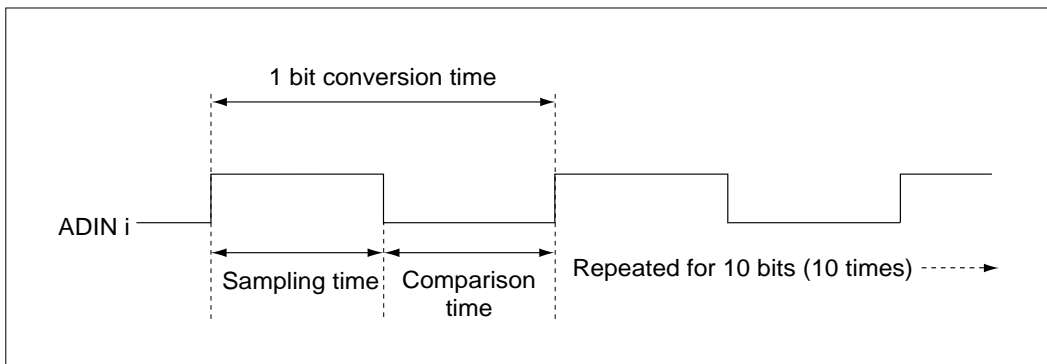 1 bit conversion time
ADIN i
Sampling time
Comparison
time
Repeated for 10 bits (10 times)